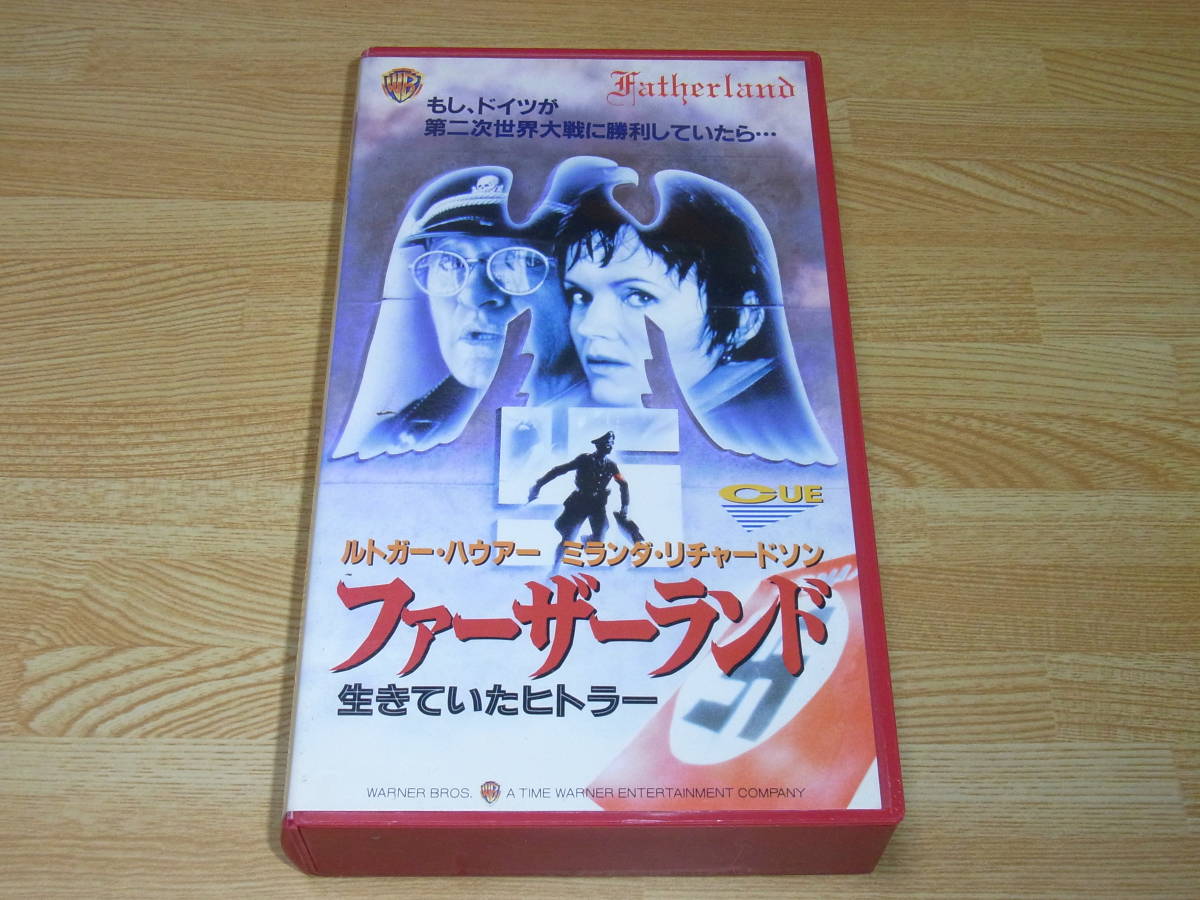 WB
Fatherland
もし、ドイツが
第二次世界大戦に勝利していたら…
CUE
ルトガー・ハウアー ミランダ・リチャードソン
ファーザーランド
生きていたヒトラー
WARNER BROS. WB A TIME WARNER ENTERTAINMENT COMPANY